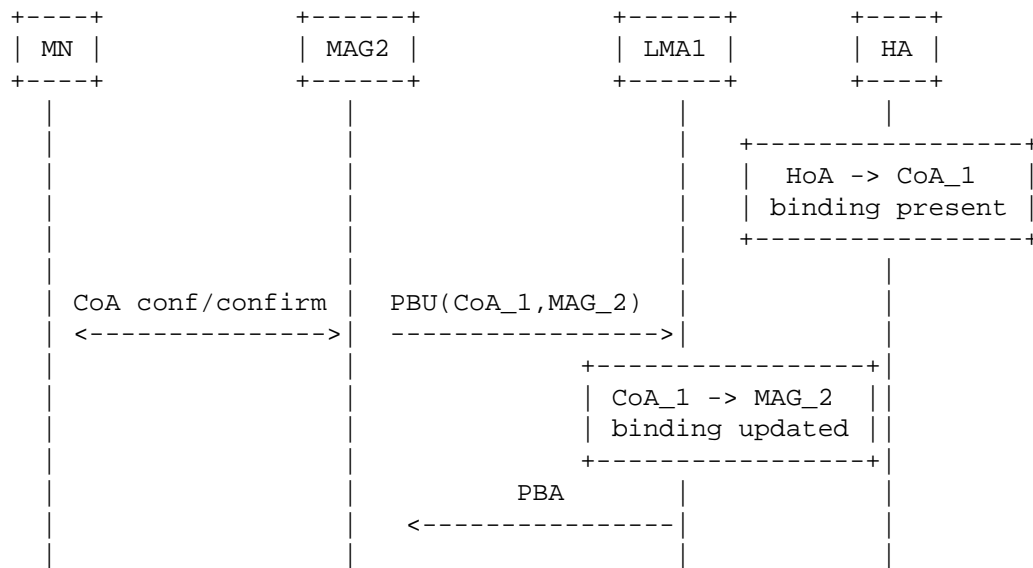 MN MAG2 LMA1 HA
HoA -> CoA_1
binding present
CoA conf/confirm PBU(CoA_1,MAG_2)
CoA_1 -> MAG_2
binding updated
PBA